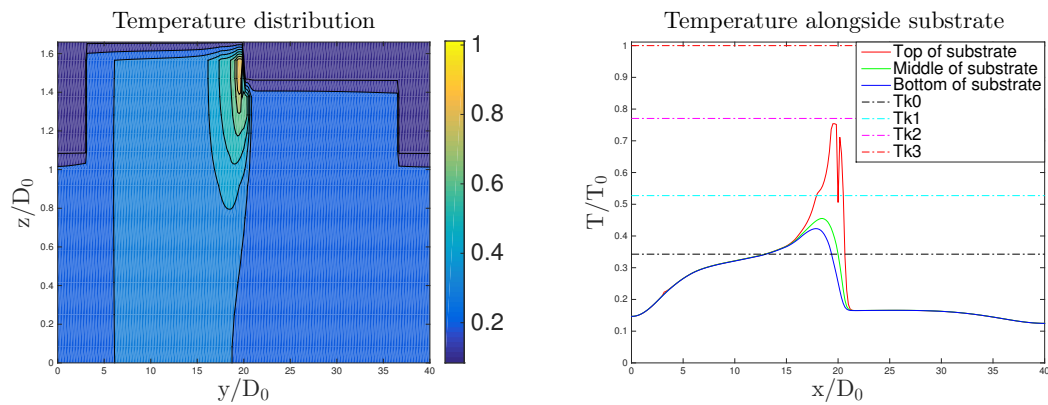 Temperature distribution
1.6
1.4
1.2
1
0.8
0.6
0.4
0.2
0
z/D0
0 5 10 15 20 25 30 35 40
y/D0
1
0.8
0.6
0.4
0.2
Temperature alongside substrate
1
0.9
0.8
0.7
0.6
0.5
0.4
0.3
0.2
0.1
0
T/T0
0 5 10 15 20 25 30 35 40
x/D0
Top of substrate
Middle of substrate
Bottom of substrate
Tk0
Tk1
Tk2
Tk3